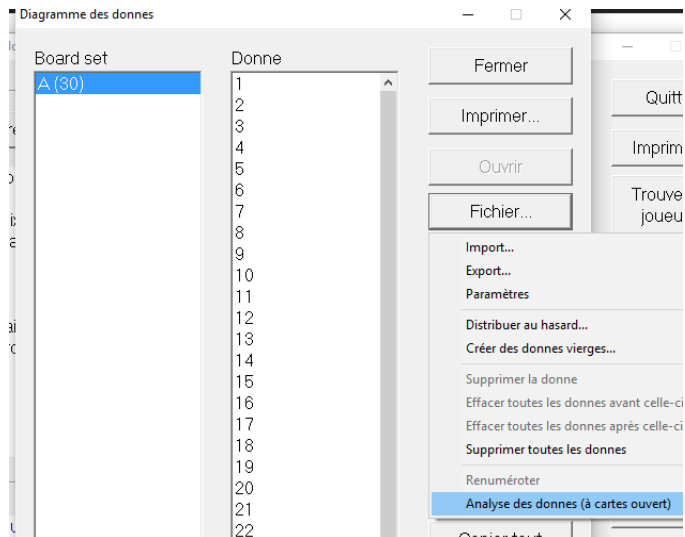 Diagramme des données
Board set
Donne
A (30)
1
2
3
4
5
6
7
8
9
10
11
12
13
14
15
16
17
18
19
20
21
22
Fermer
Imprimer...
Ouvrir
Fichier...
Import...
Export...
Paramètres
Distribuer au hasard...
Créer des donnes vierges...
Supprimer la donne
Effacer toutes les donnes avant celle-ci
Effacer toutes les donnes après celle-ci
Supprimer toutes les donnes
Renuméroter
Analyse des donnes (à cartes ouvert)
Copier tout
Quitt
Imprim
Trouve
joueu